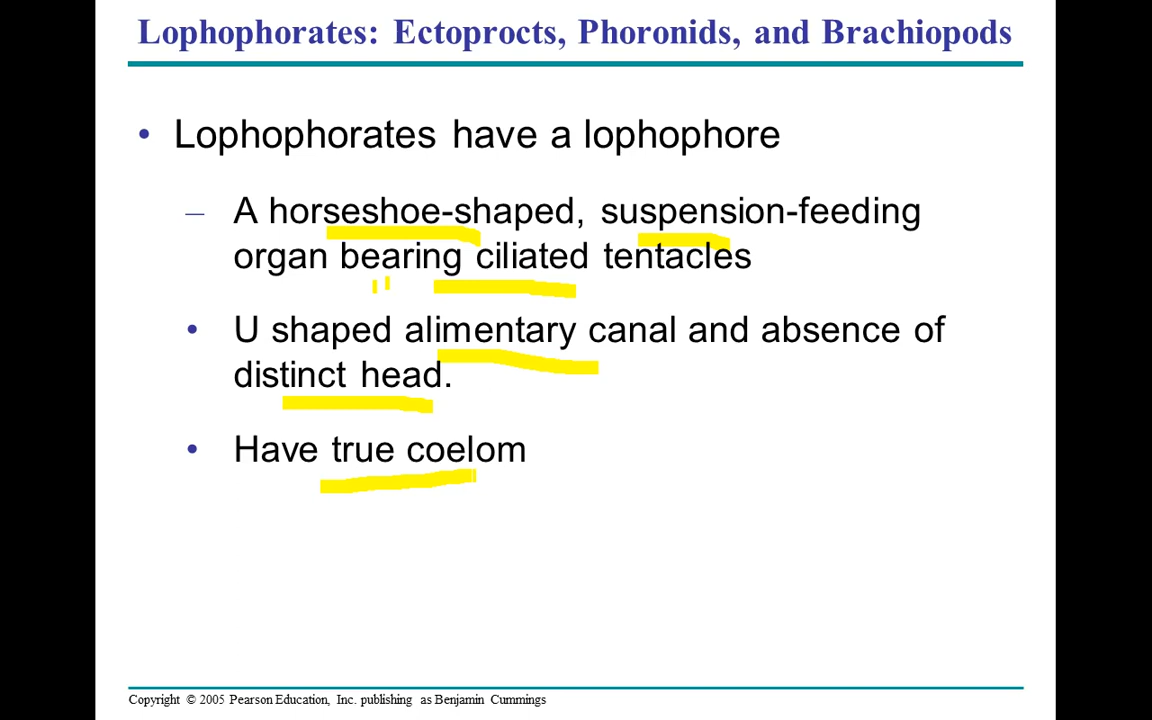 Lophophorates: Ectoprocts, Phoronids, and Brachiopods
• Lophophorates have a lophophore
– A horseshoe-shaped, suspension-feeding
organ bearing ciliated tentacles
• U shaped alimentary canal and absence of
distinct head.
• Have true coelom
Copyright © 2005 Pearson Education, Inc. publishing as Benjamin Cummings